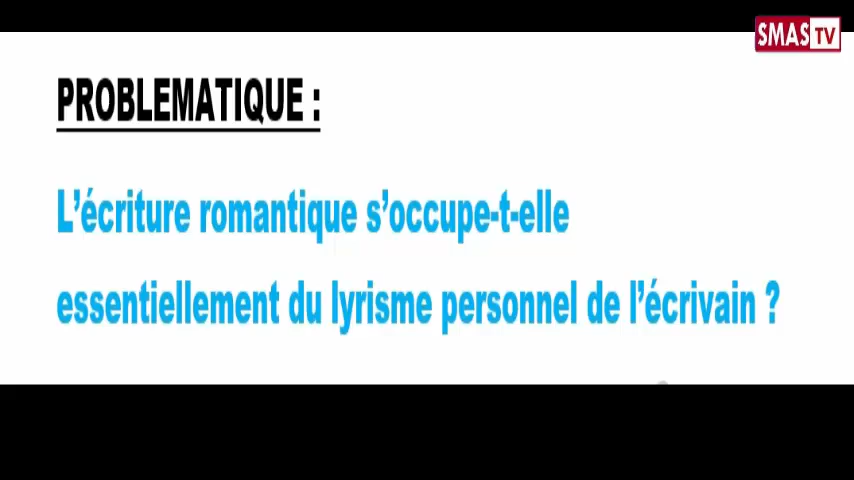 SMAS TV
PROBLEMATIQUE :
L'écriture romantique s'occupe-t-elle
essentiellement du lyrisme personnel de l'écrivain ?